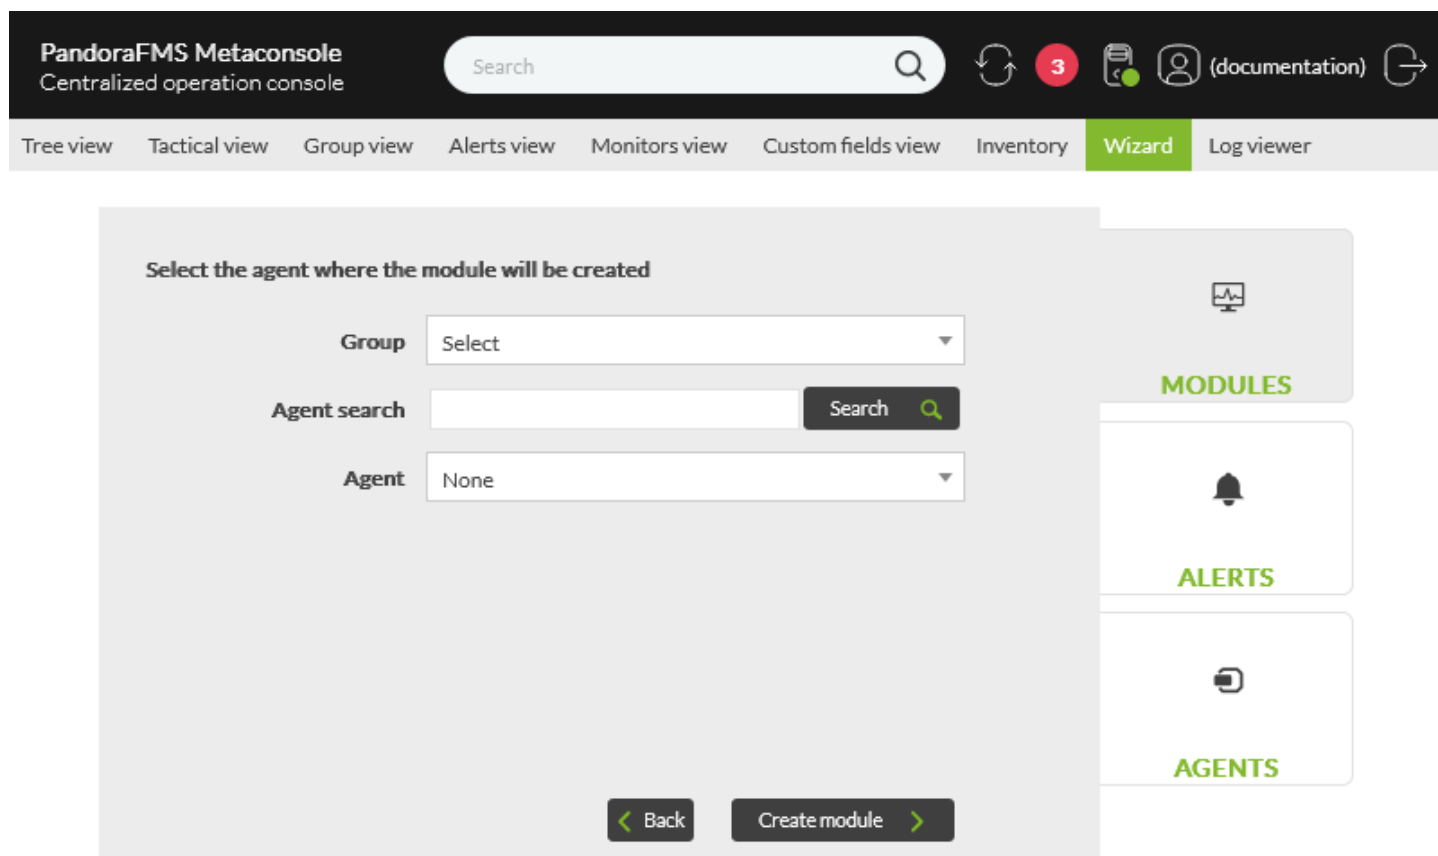 PandoraFMS Metaconsole
Centralized operation console
Search
3
(documentation)
Tree view Tactical view Group view Alerts view Monitors view Custom fields view Inventory Wizard Log viewer
Select the agent where the module will be created
Group Select
Agent search Search
Agent None
Back Create module
MODULES
ALERTS
AGENTS